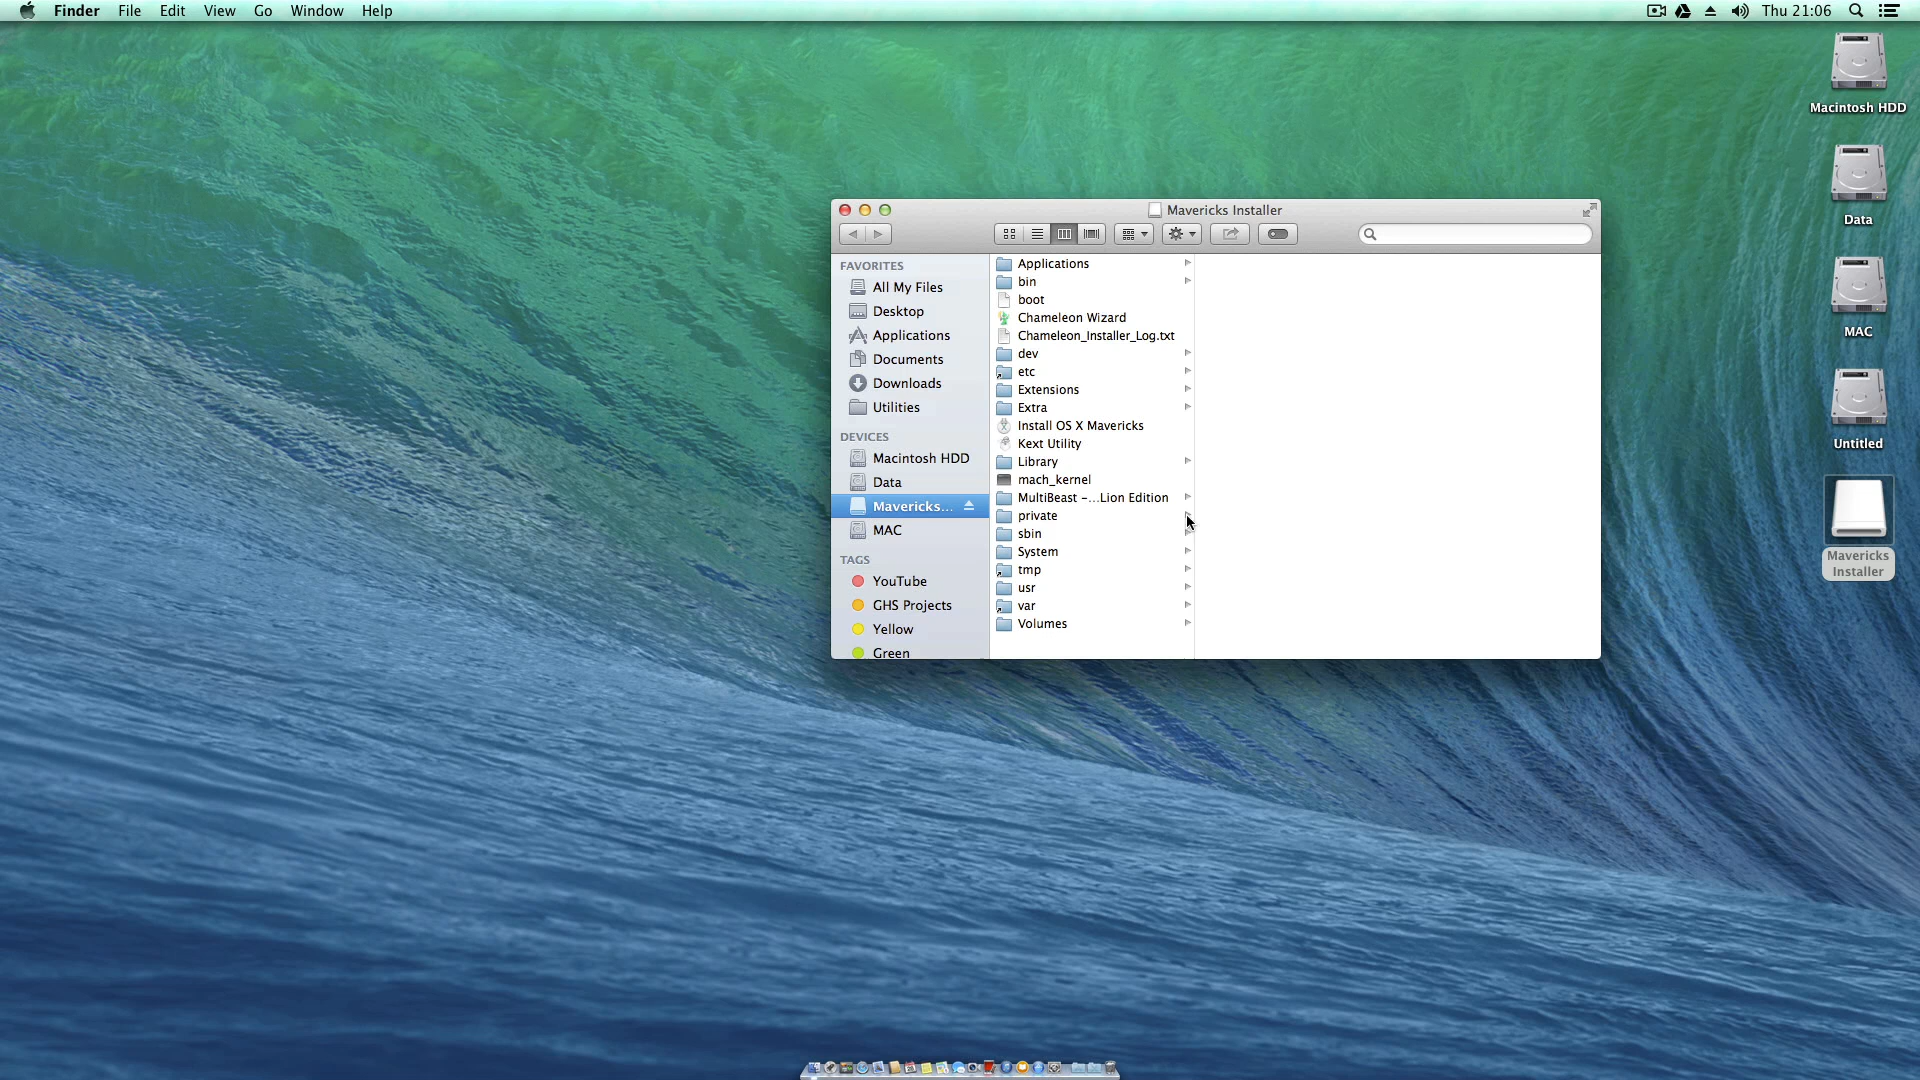 Finder File Edit View Go Window Help
Thu 21:06
Macintosh HDD
Data
MAC
Untitled
Mavericks
Installer
Mavericks Installer
FAVORITES
All My Files
Desktop
Applications
Documents
Downloads
Utilities
DEVICES
Macintosh HDD
Data
Mavericks...
MAC
TAGS
YouTube
GHS Projects
Yellow
Green
Applications
bin
boot
Chameleon Wizard
Chameleon_Installer_Log.txt
dev
etc
Extensions
Extra
Install OS X Mavericks
Kext Utility
Library
mach_kernel
MultiBeast -...Lion Edition
private
sbin
System
tmp
usr
var
Volumes